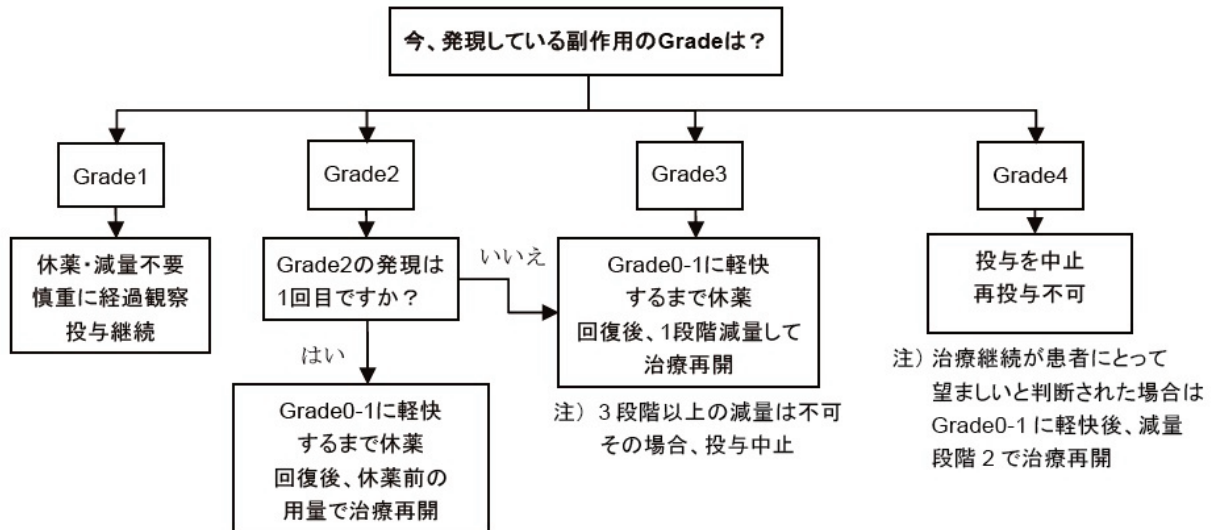 今、発現している副作用のGradeは？
Grade1
Grade2
Grade3
Grade4
休薬・減量不要
慎重に経過観察
投与継続
Grade2の発現は
1回目ですか？
いいえ
はい
Grade0-1に軽快
するまで休薬
回復後、1段階減量して
治療再開
投与を中止
再投与不可
Grade0-1に軽快
するまで休薬
回復後、休薬前の
用量で治療再開
注） 3 段階以上の減量は不可
その場合、投与中止
注） 治療継続が患者にとって
望ましいと判断された場合は
Grade0-1 に軽快後、減量
段階 2 で治療再開